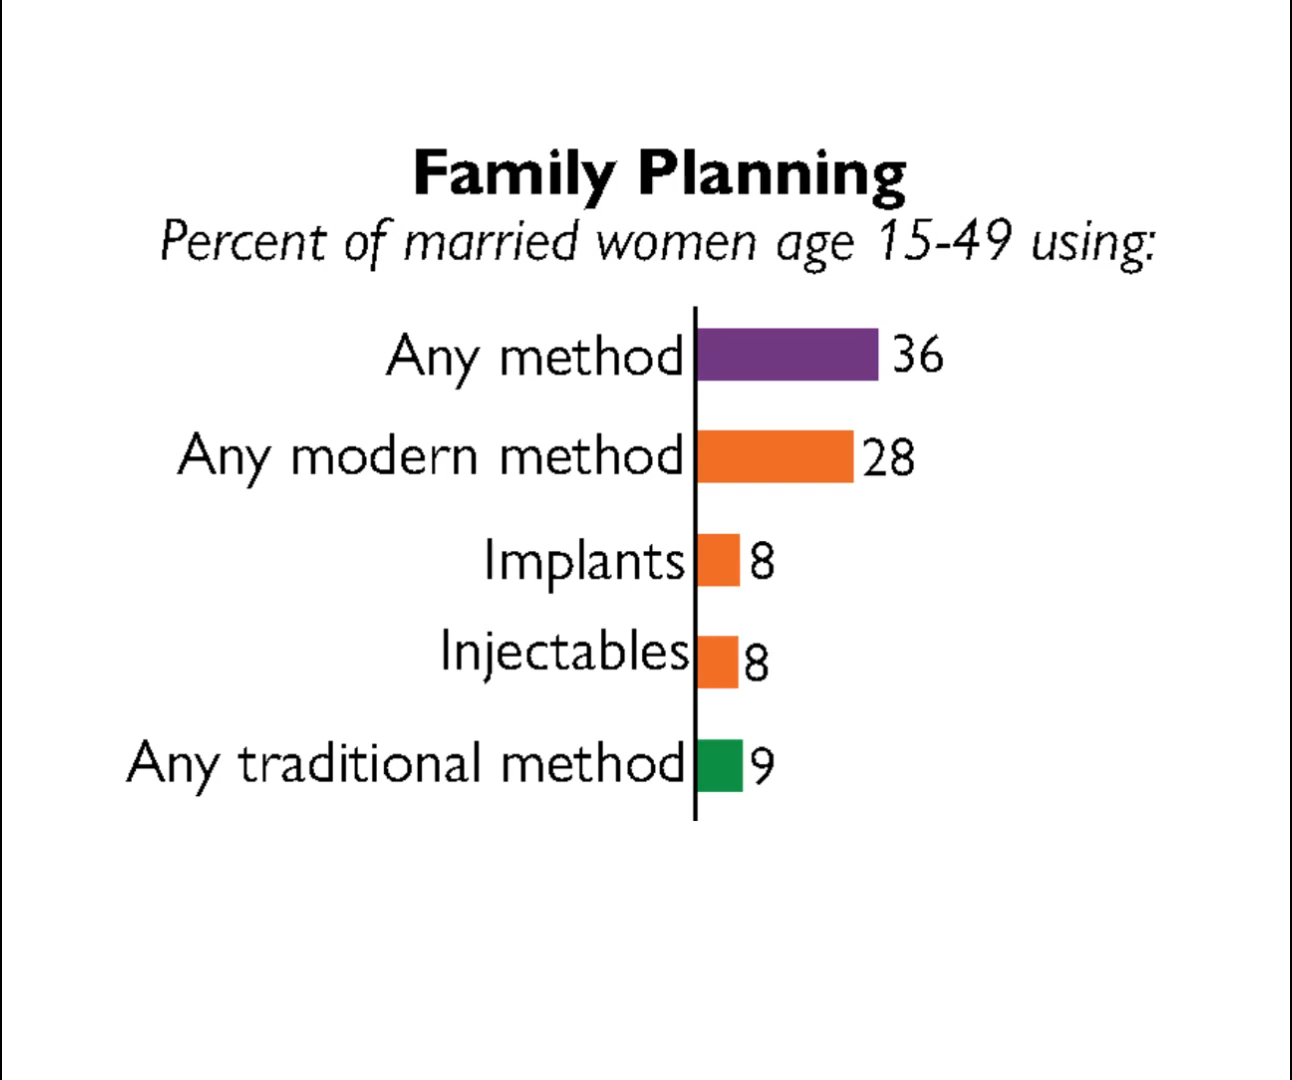 Family Planning
Percent of married women age 15-49 using:
Any method 36
Any modern method 28
Implants 8
Injectables 8
Any traditional method 9